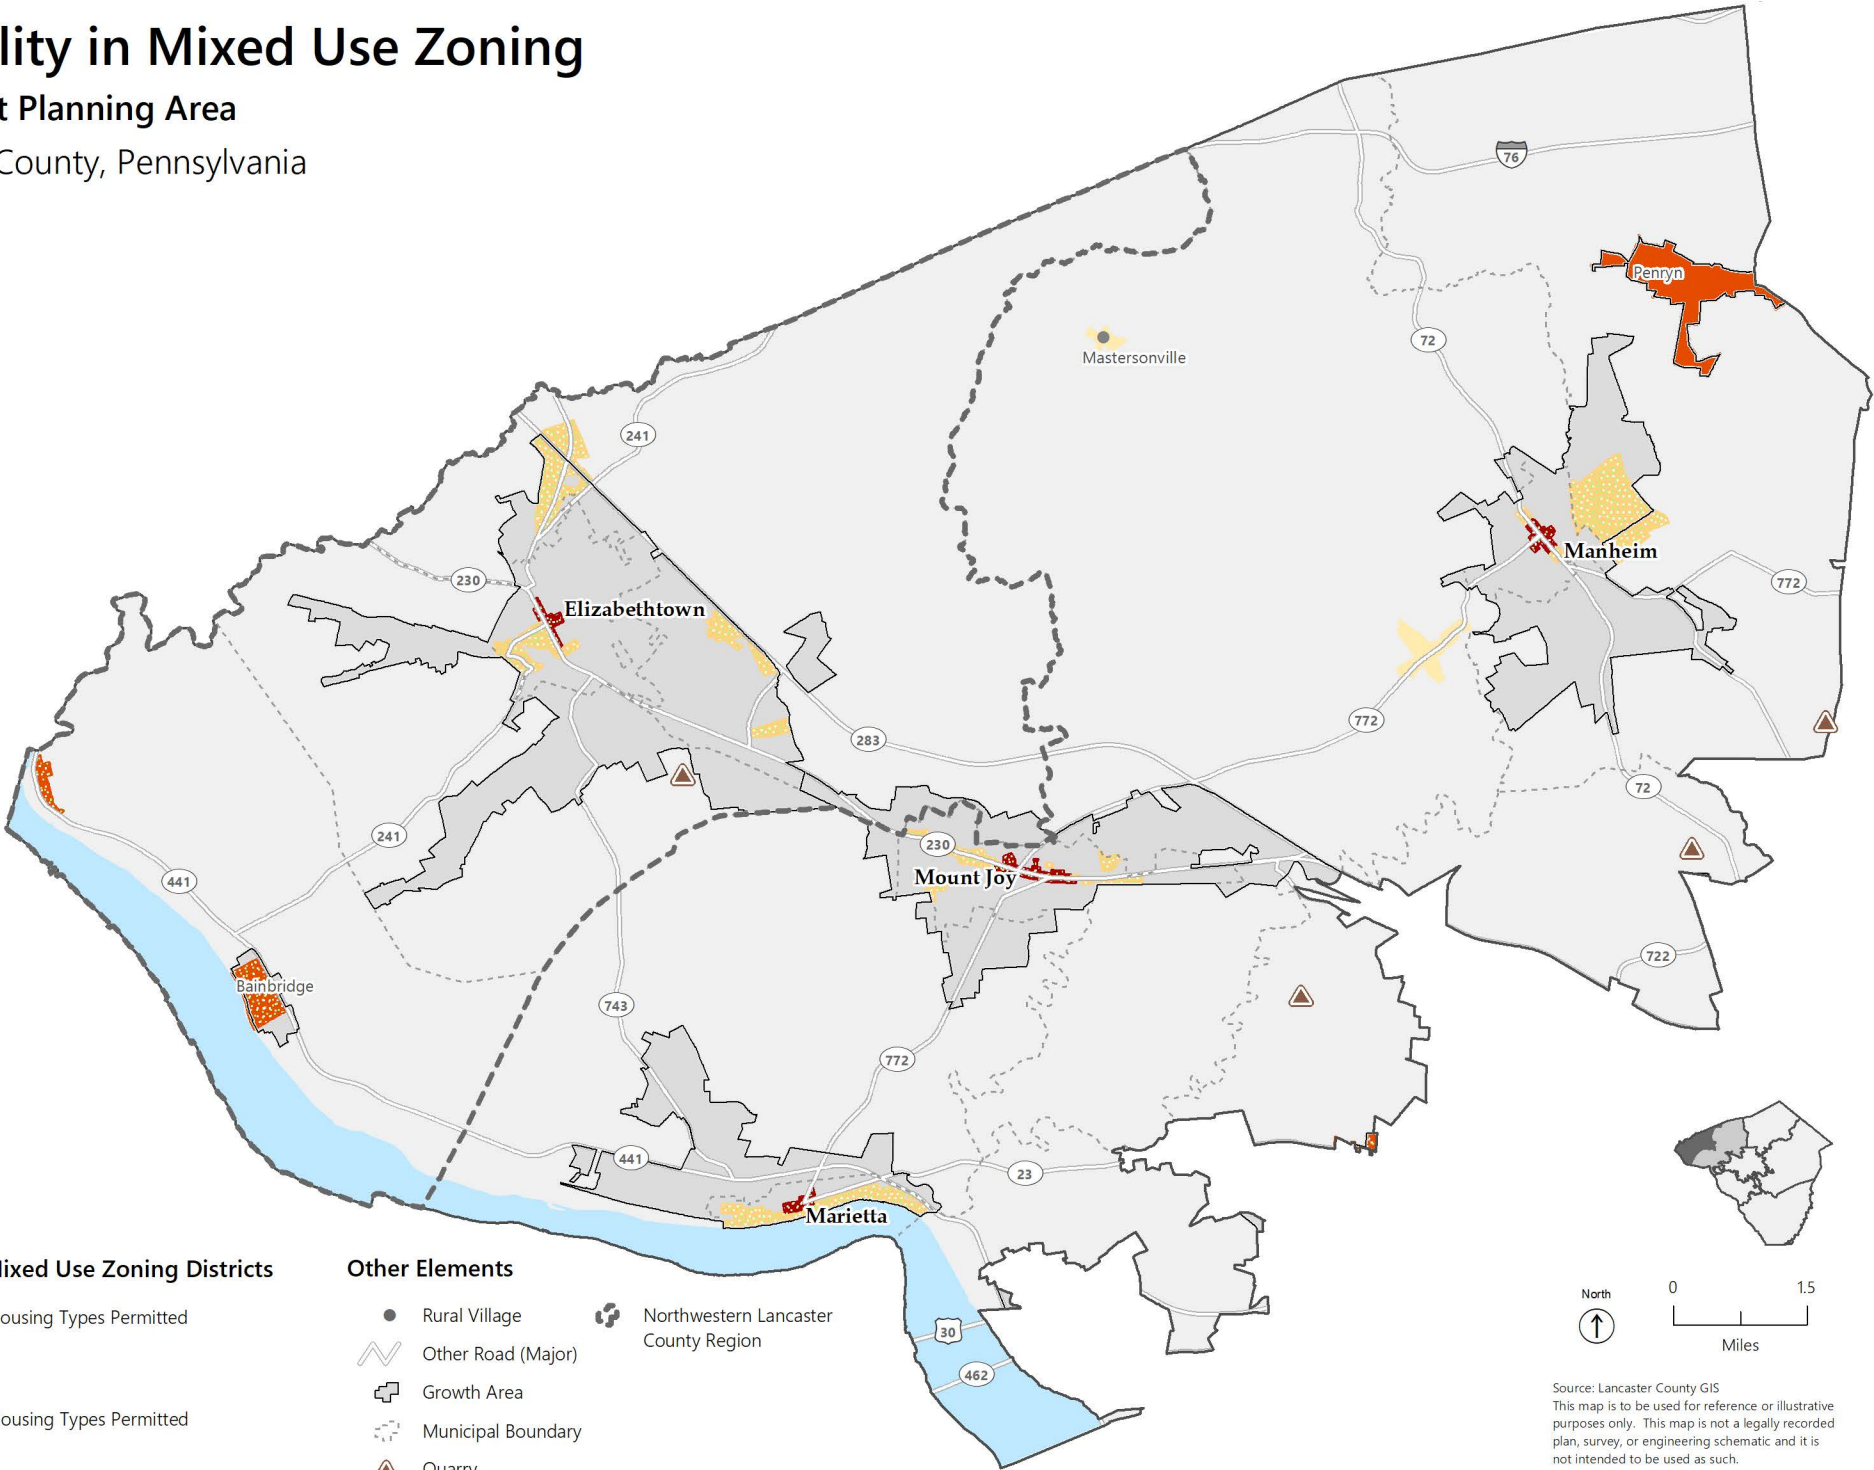 lity in Mixed Use Zoning
t Planning Area
County, Pennsylvania
76
Penryn
72
Mastersonville
241
Manheim
230
772
Elizabethtown
772
283
72
241
230
441
Mount Joy
722
Bainbridge
743
772
441
23
Marietta
30
462
ixed Use Zoning Districts
ousing Types Permitted
ousing Types Permitted
Other Elements
Rural Village
Other Road (Major)
Growth Area
Municipal Boundary
Quarry
Northwestern Lancaster
County Region
North
0 1.5
Miles
Source: Lancaster County GIS
This map is to be used for reference or illustrative
purposes only. This map is not a legally recorded
plan, survey, or engineering schematic and it is
not intended to be used as such.